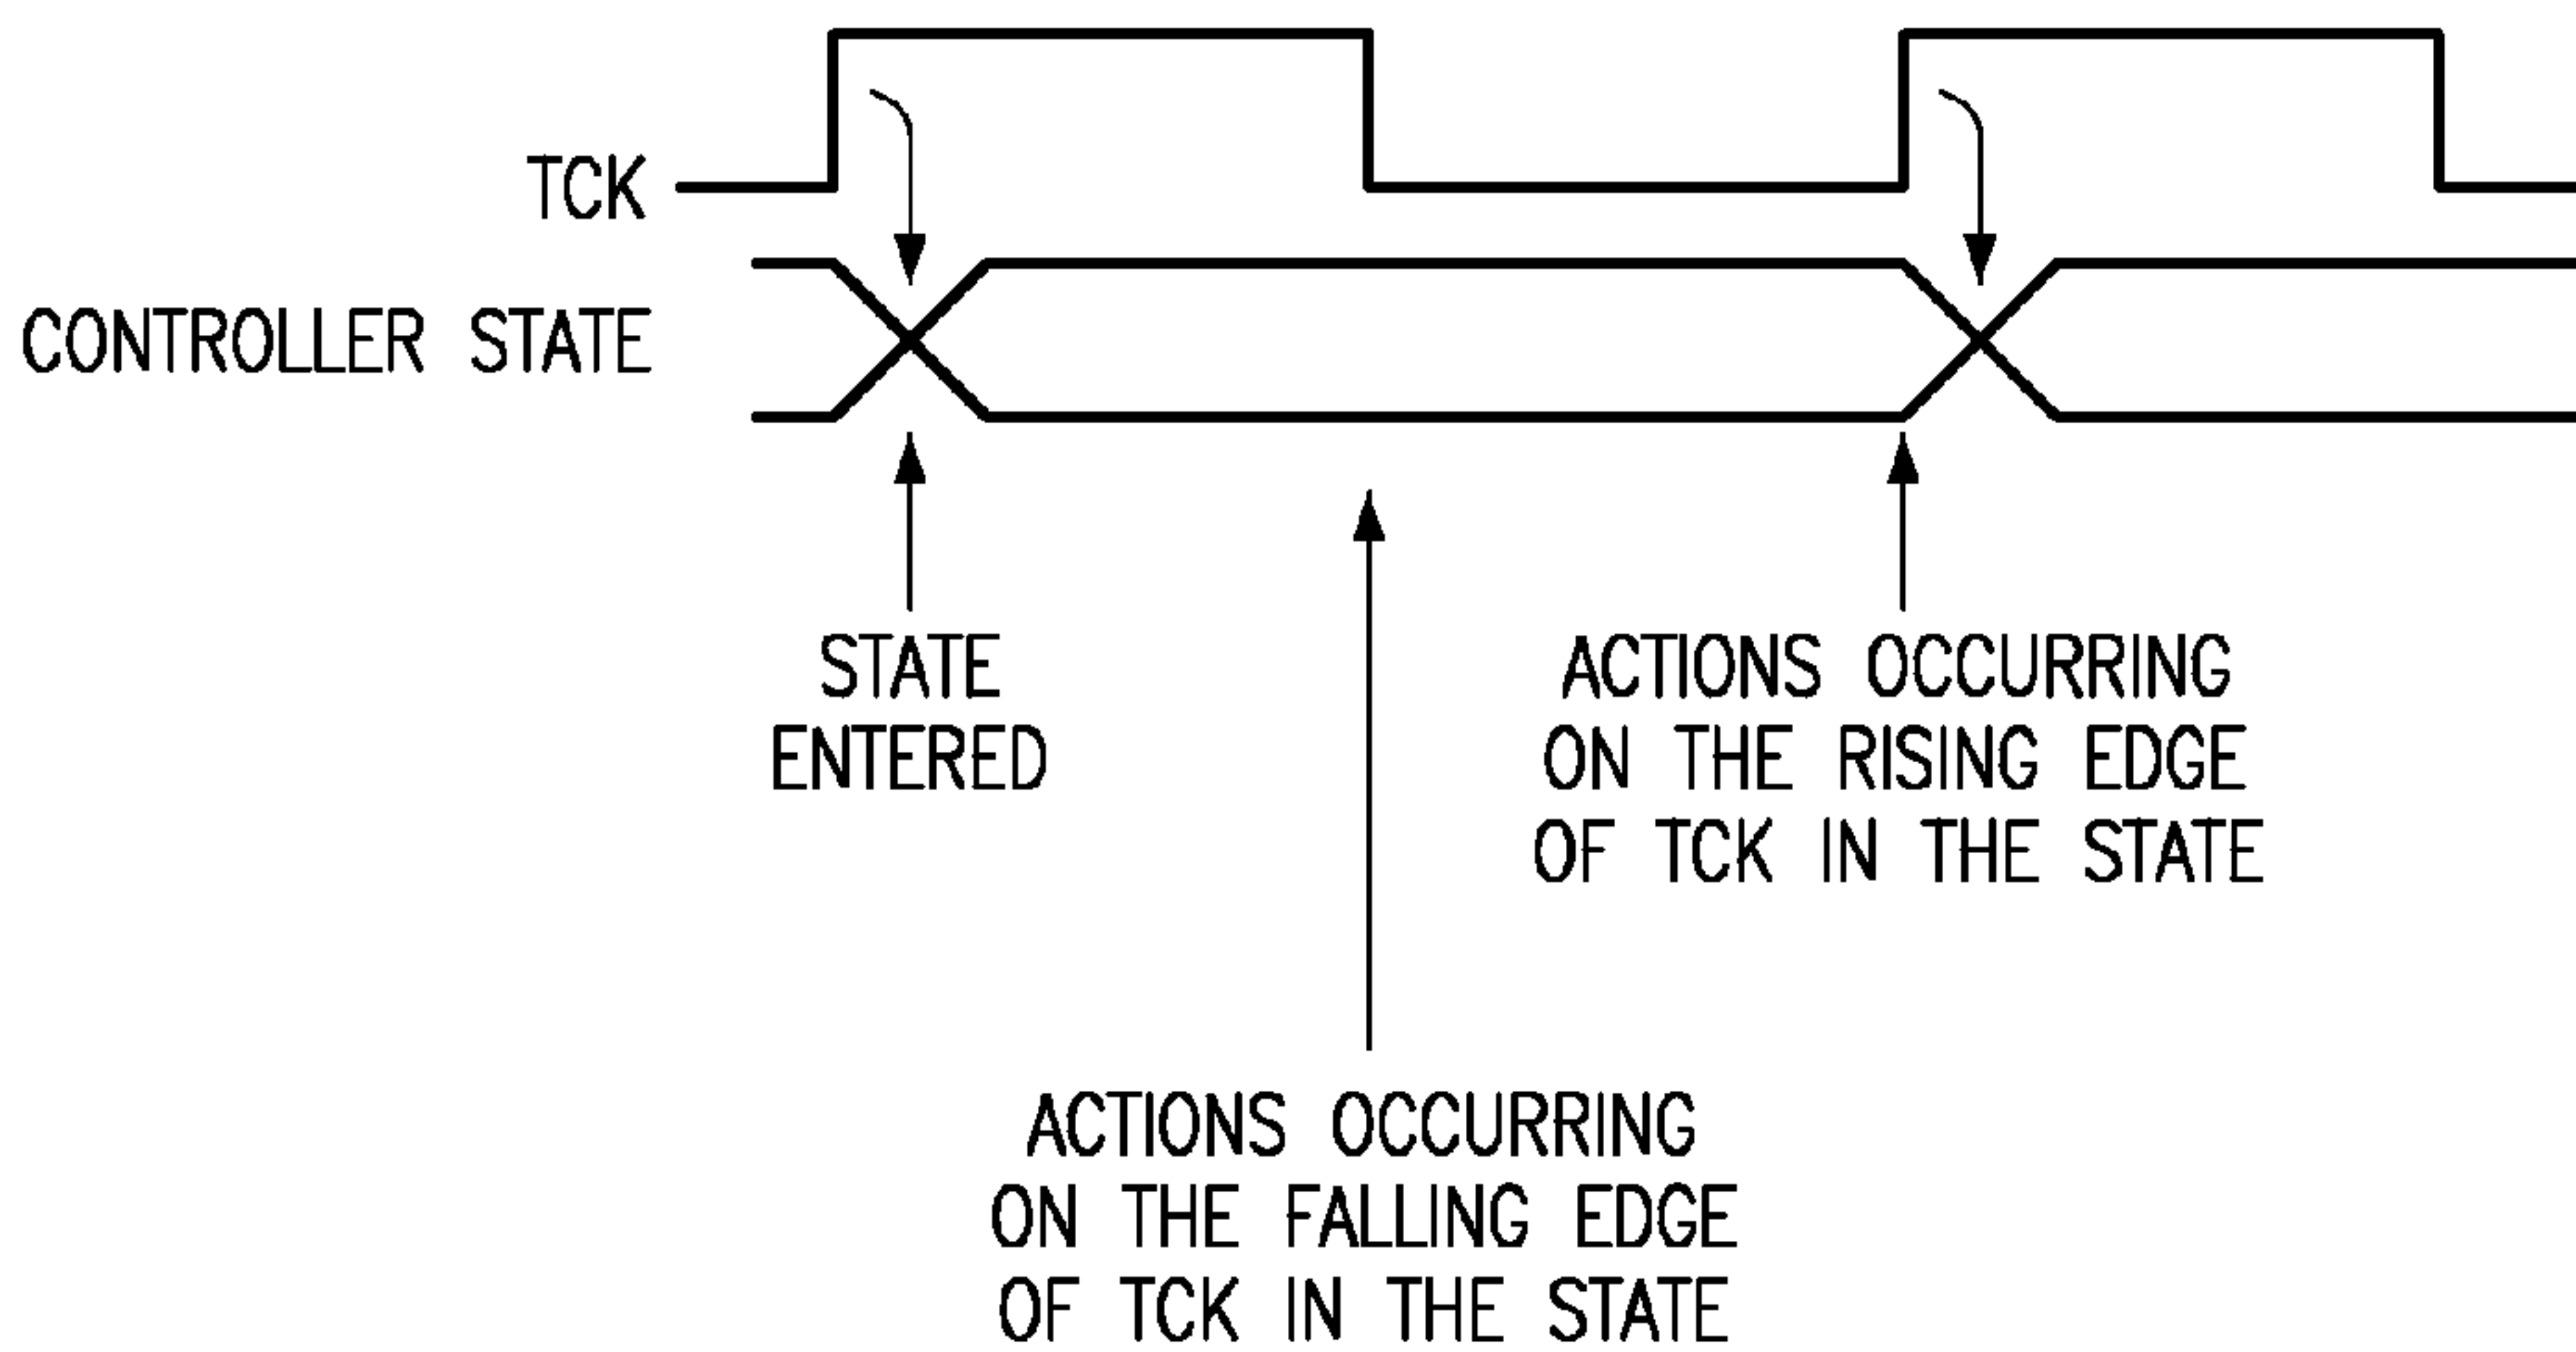 TCK
CONTROLLER STATE
STATE
ENTERED
ACTIONS OCCURRING
ON THE RISING EDGE
OF TCK IN THE STATE
ACTIONS OCCURRING
ON THE FALLING EDGE
OF TCK IN THE STATE